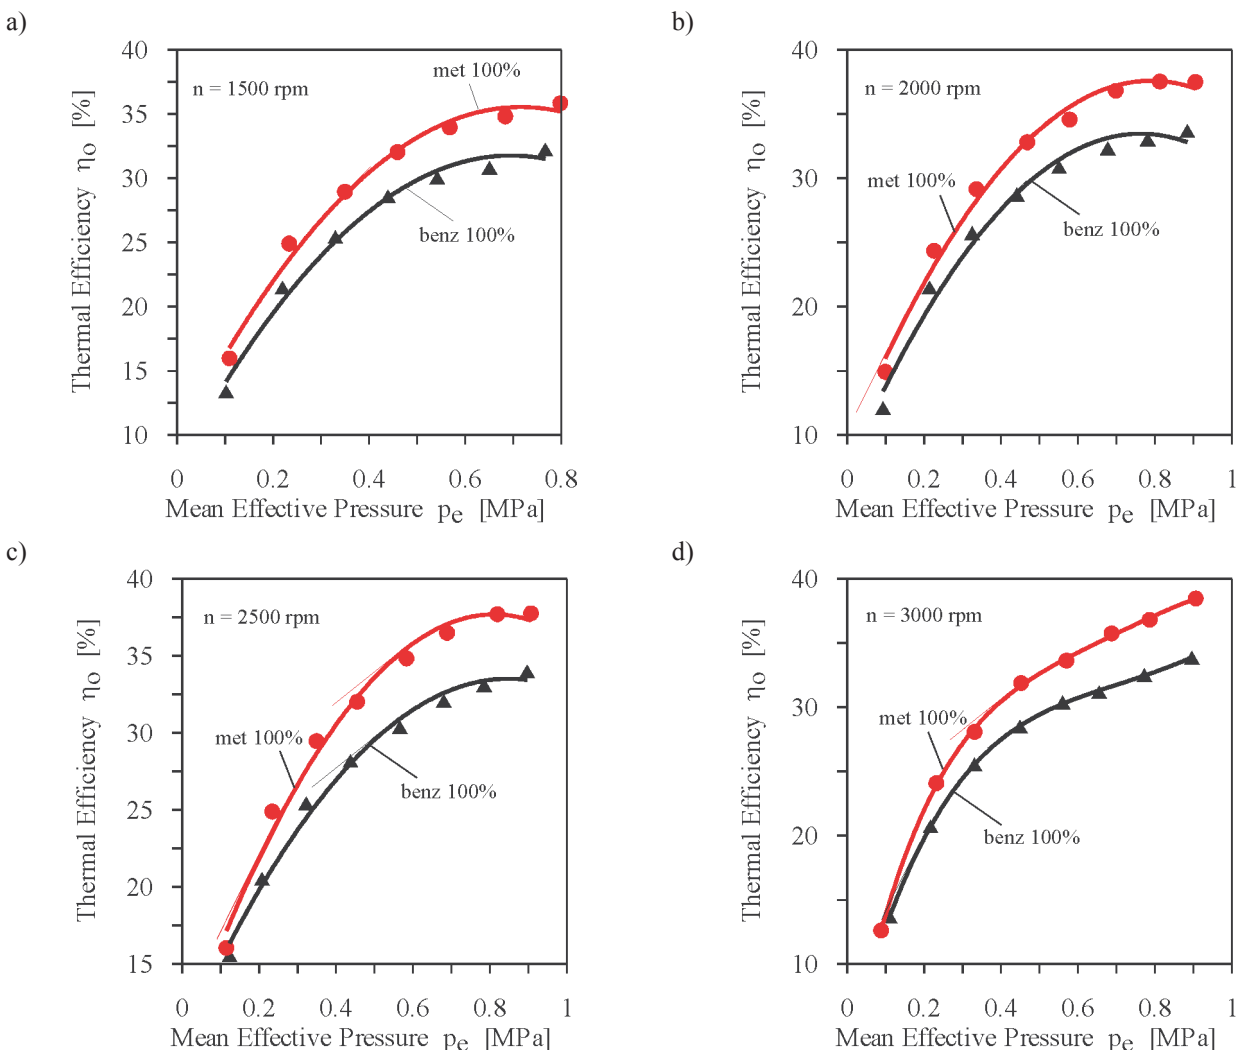 a)
40
35
30
25
20
15
10
Thermal Efficiency ηo [%]
n = 1500 rpm
met 100%
benz 100%
0 0.2 0.4 0.6 0.8
Mean Effective Pressure pe [MPa]
b)
40
30
20
10
Thermal Efficiency ηo [%]
n = 2000 rpm
met 100%
benz 100%
0 0.2 0.4 0.6 0.8 1
Mean Effective Pressure pe [MPa]
c)
40
35
30
25
20
15
Thermal Efficiency ηo [%]
n = 2500 rpm
met 100%
benz 100%
0 0.2 0.4 0.6 0.8 1
Mean Effective Pressure pe [MPa]
d)
40
30
20
10
Thermal Efficiency ηo [%]
n = 3000 rpm
met 100%
benz 100%
0 0.2 0.4 0.6 0.8 1
Mean Effective Pressure pe [MPa]